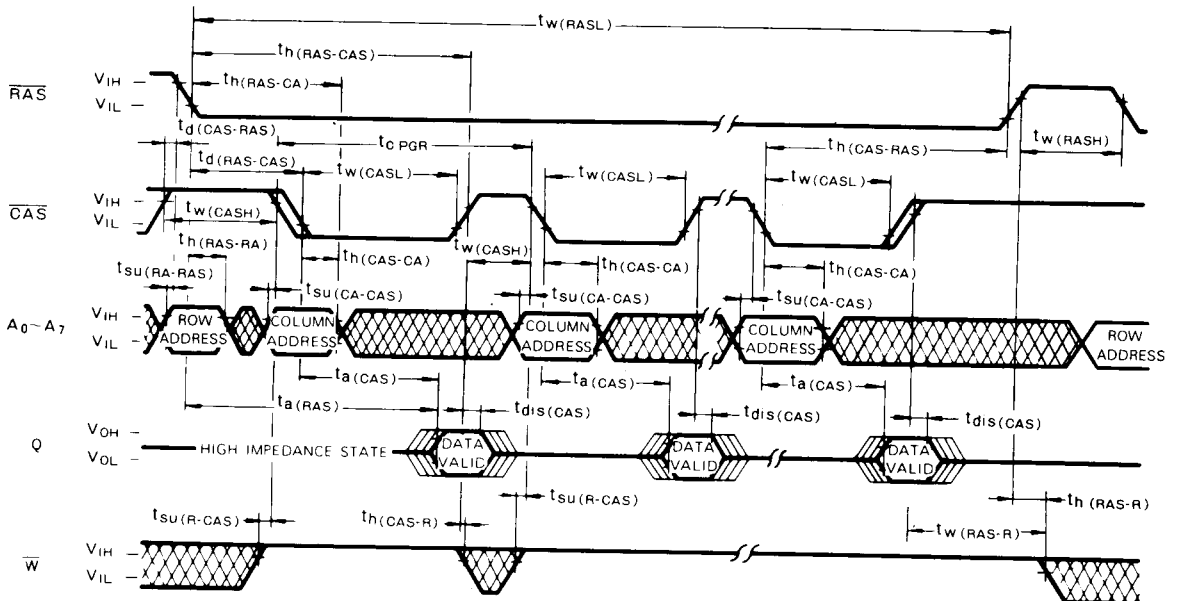 tw(RASL)
th(RAS-CAS)
th(RAS-CA)
RAS
VIH
VIL
td(CAS-RAS)
tc PGR
th(CAS-RAS)
tw(RASH)
td(RAS-CAS)
tw(CASL)
tw(CASL)
tw(CASL)
CAS
VIH
VIL
tw(CASH)
th(RAS-RA)
tw(CASH)
th(CAS-CA)
th(CAS-CA)
th(CAS-CA)
tsu(RA-RAS)
tsu(CA-CAS)
tsu(CA-CAS)
tsu(CA-CAS)
A0~A7
VIH
VIL
ROW ADDRESS
COLUMN ADDRESS
COLUMN ADDRESS
COLUMN ADDRESS
ROW ADDRESS
ta(CAS)
ta(CAS)
ta(CAS)
ta(RAS)
tdis(CAS)
tdis(CAS)
tdis(CAS)
Q
VOH
VOL
HIGH IMPEDANCE STATE
DATA VALID
DATA VALID
DATA VALID
tsu(R-CAS)
tsu(R-CAS)
th(CAS-R)
th(RAS-R)
tw(RAS-R)
W
VIH
VIL